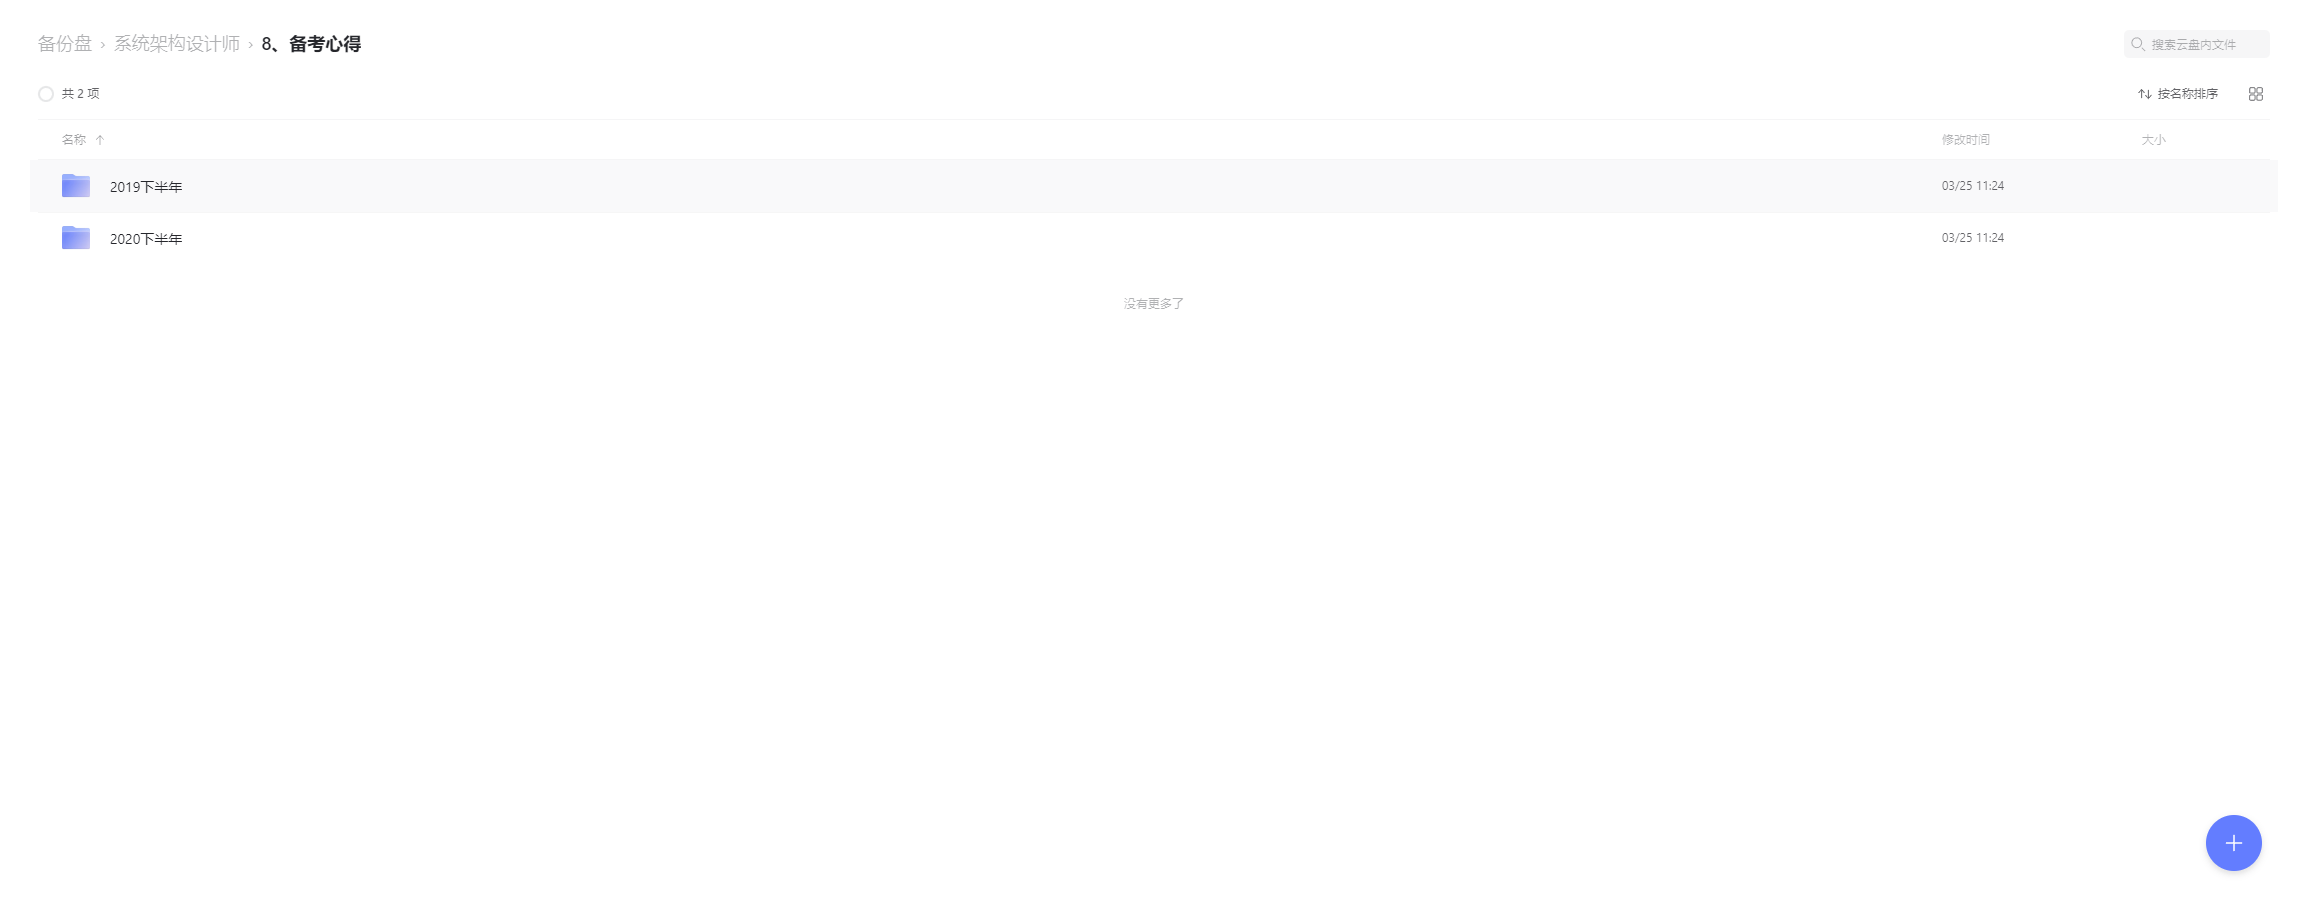 备份盘 › 系统架构设计师 › 8、备考心得
搜索云盘内文件
共 2 项
按名称排序
名称 修改时间 大小
2019下半年 03/25 11:24
2020下半年 03/25 11:24
没有更多了